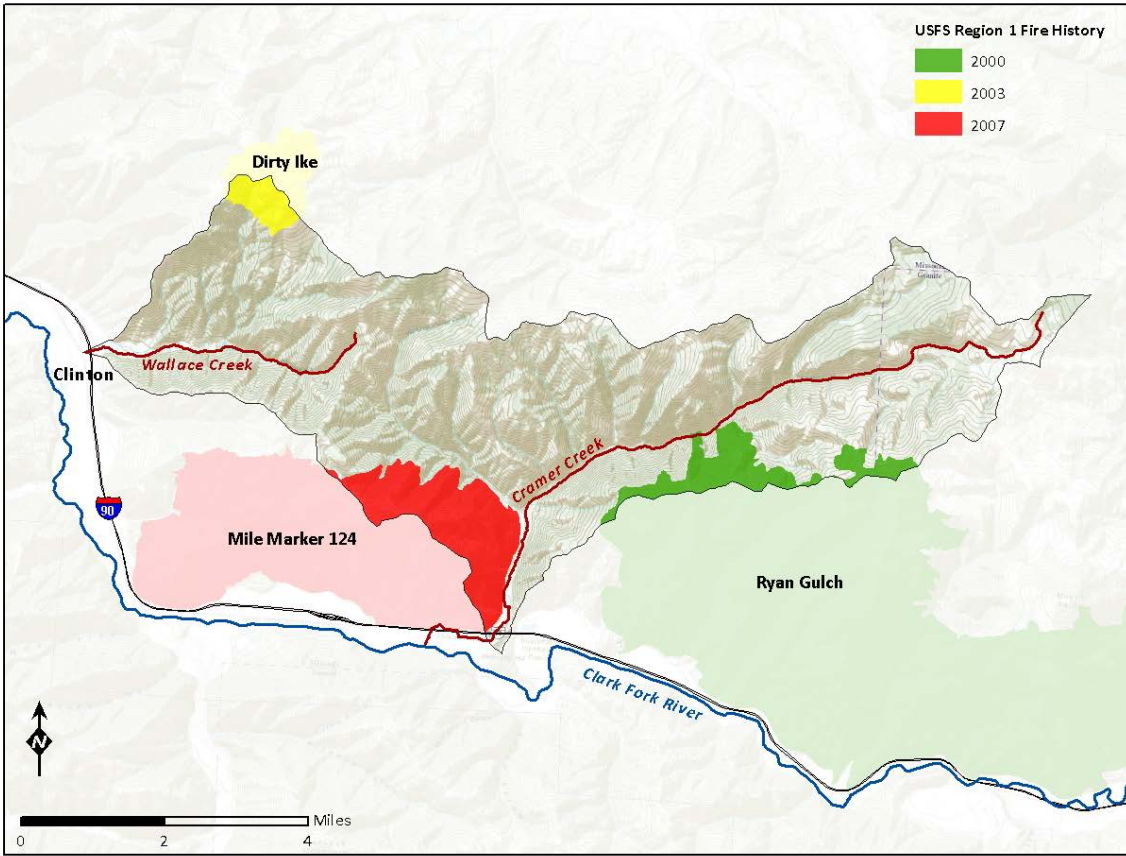 USFS Region 1 Fire History
2000
2003
2007
Dirty Ike
Granite
Wallace Creek
Clinton
Cramer Creek
90
Mile Marker 124
Ryan Gulch
Clark Fork River
N
Miles
0 2 4